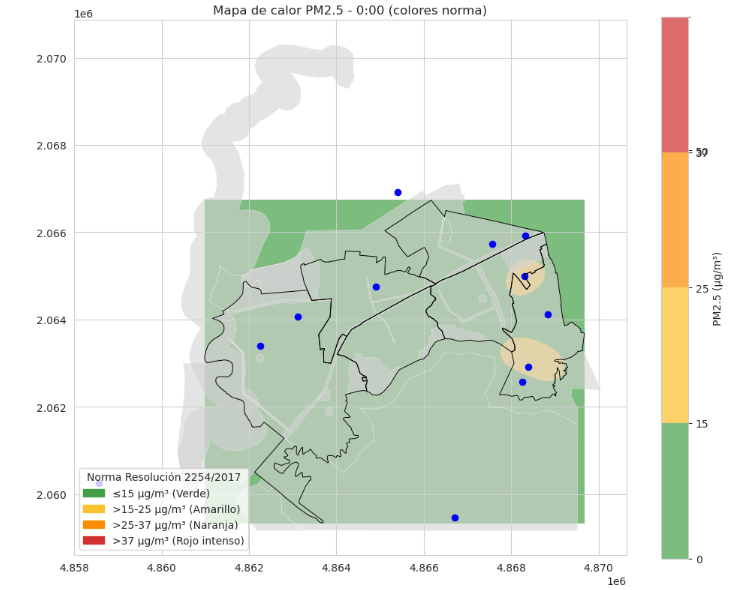 Mapa de calor PM2.5 - 0:00 (colores norma)
1e6
2.070
2.068
2.066
2.064
2.062
2.060
4.858
4.860
4.862
4.864
4.866
4.868
4.870
1e6
Norma Resolución 2254/2017
≤15 µg/m³ (Verde)
>15-25 µg/m³ (Amarillo)
>25-37 µg/m³ (Naranja)
>37 µg/m³ (Rojo intenso)
50
37
25
15
0
PM2.5 (µg/m³)